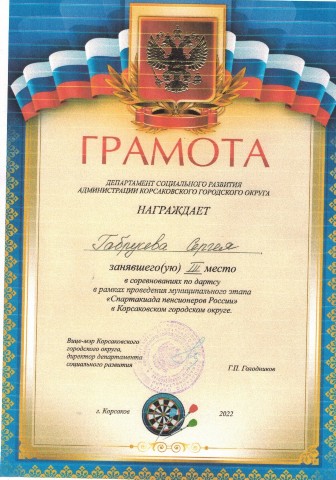 ГРАМОТА
ДЕПАРТАМЕНТ СОЦИАЛЬНОГО РАЗВИТИЯ
АДМИНИСТРАЦИИ КОРСАКОВСКОГО ГОРОДСКОГО ОКРУГА
НАГРАЖДАЕТ
Габрусева Сергея
занявшего(ую) III место
в соревнованиях по дартсу
в рамках проведения муниципального этапа
«Спартакиада пенсионеров России»
в Корсаковском городском округе.
Вице-мэр Корсаковского
городского округа,
директор департамента
социального развития
Г.П. Голодников
г. Корсаков
2022